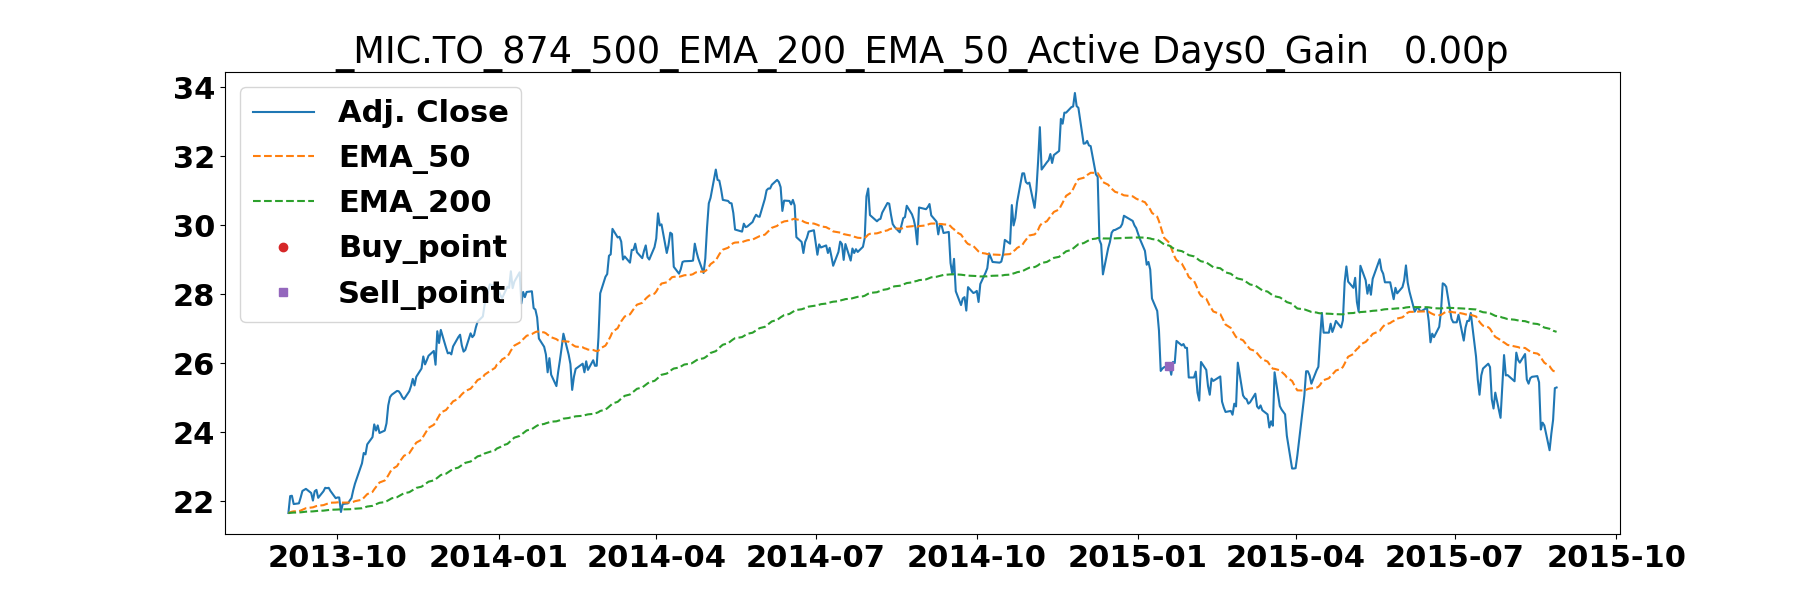 _MIC.TO_874_500_EMA_200_EMA_50_Active Days0_Gain   0.00p
34
32
30
28
26
24
22
Adj. Close
EMA_50
EMA_200
Buy_point
Sell_point
2013-10 2014-01 2014-04 2014-07 2014-10 2015-01 2015-04 2015-07 2015-10